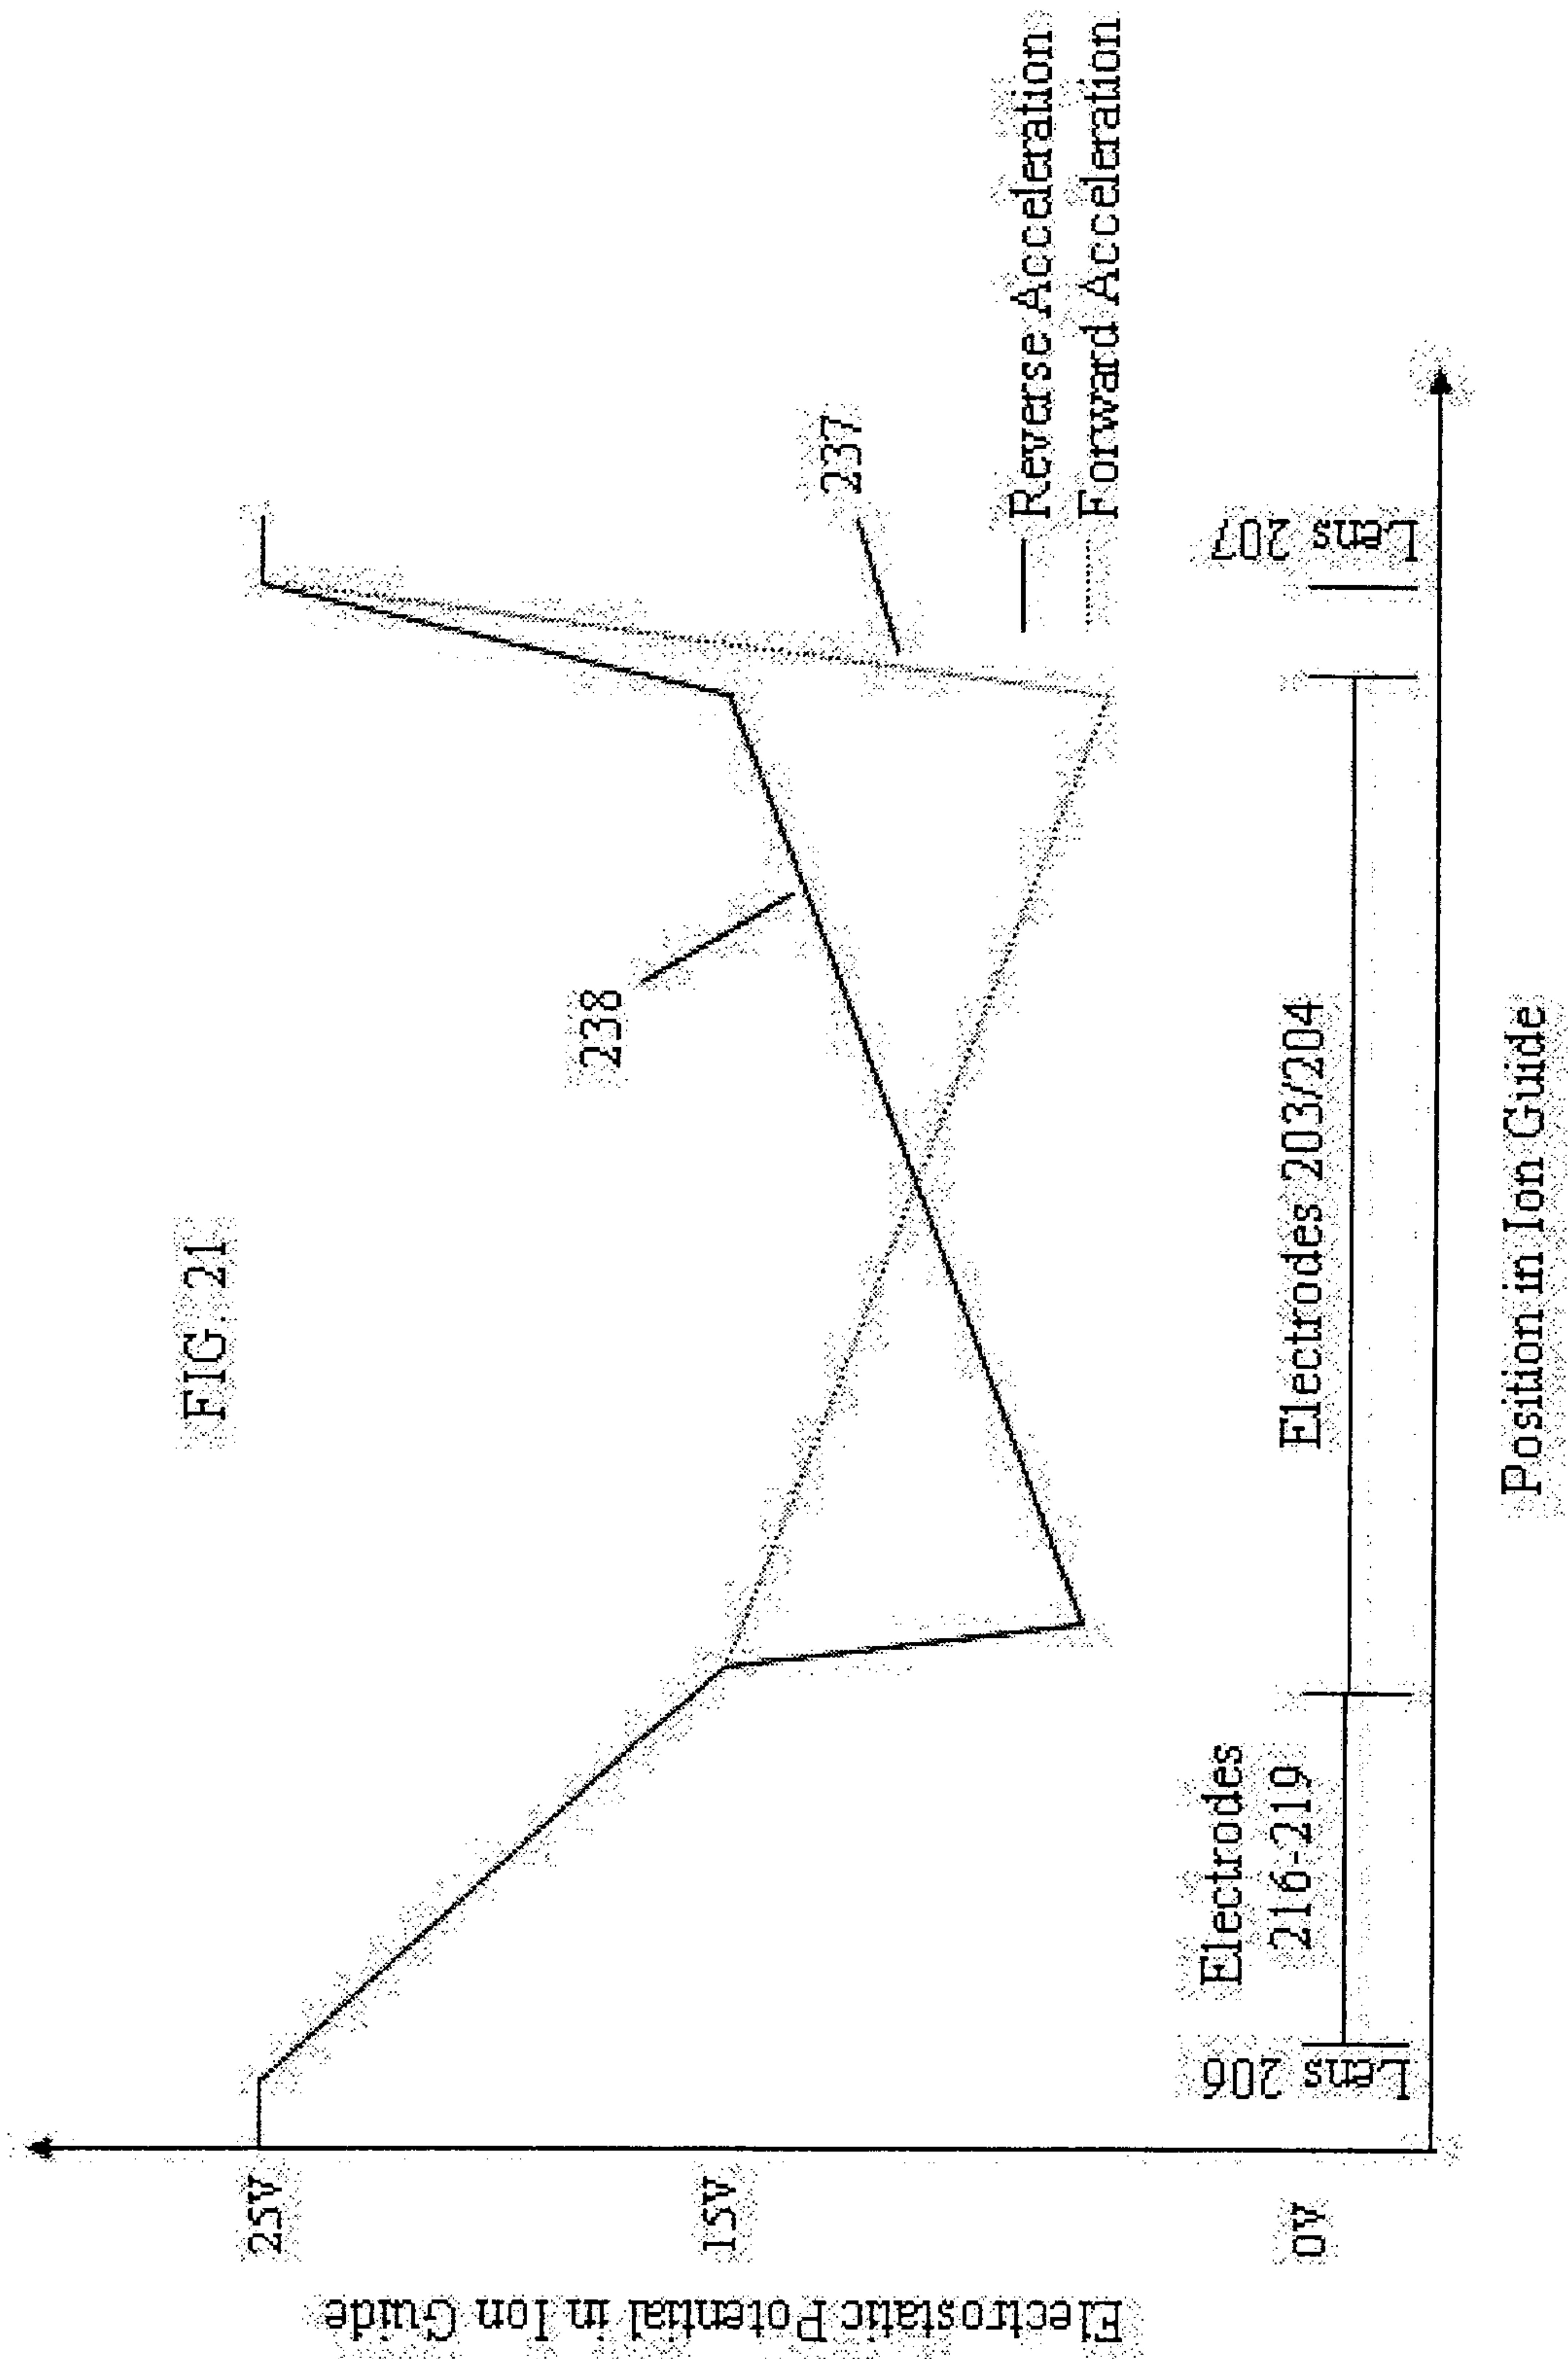 FIG. 21
Electrostatic Potential in Ion Guide
25V
15V
0V
238
237
Reverse Acceleration
Forward Acceleration
Lens 206
Electrodes
216-219
Electrodes 203/204
Lens 207
Position in Ion Guide